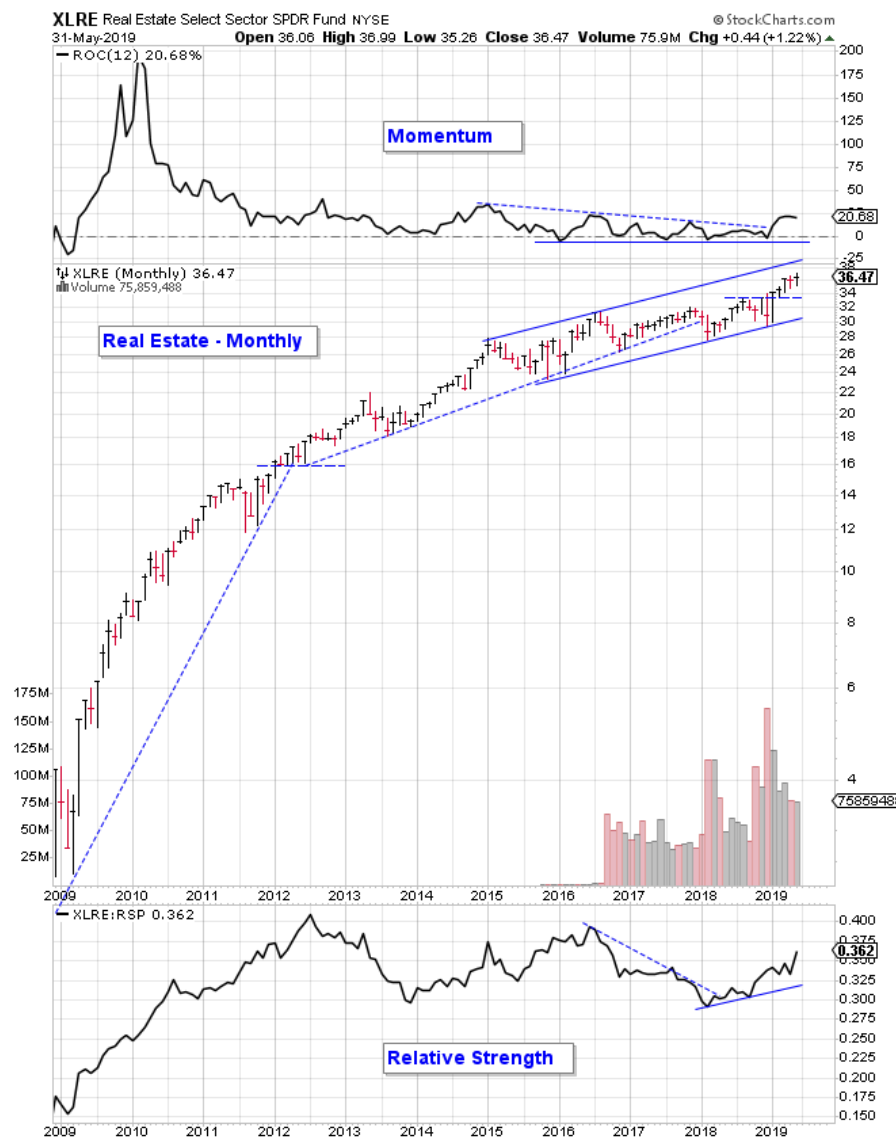 XLRE Real Estate Select Sector SPDR Fund NYSE
© StockCharts.com
31-May-2019
Open 36.06 High 36.99 Low 35.26 Close 36.47 Volume 75.9M Chg +0.44 (+1.22%)
ROC(12) 20.68%
200
175
150
125
100
75
50
20.68
0
-25
Momentum
XLRE (Monthly) 36.47
Volume 75,859,488
Real Estate - Monthly
38
36.47
34
32
30
28
26
24
22
20
18
16
14
12
10
8
6
4
175M
150M
125M
100M
75M
50M
25M
75859488
2009 2010 2011 2012 2013 2014 2015 2016 2017 2018 2019
XLRE:RSP 0.362
0.400
0.375
0.362
0.350
0.325
0.300
0.275
0.250
0.225
0.200
0.175
0.150
Relative Strength
2009 2010 2011 2012 2013 2014 2015 2016 2017 2018 2019